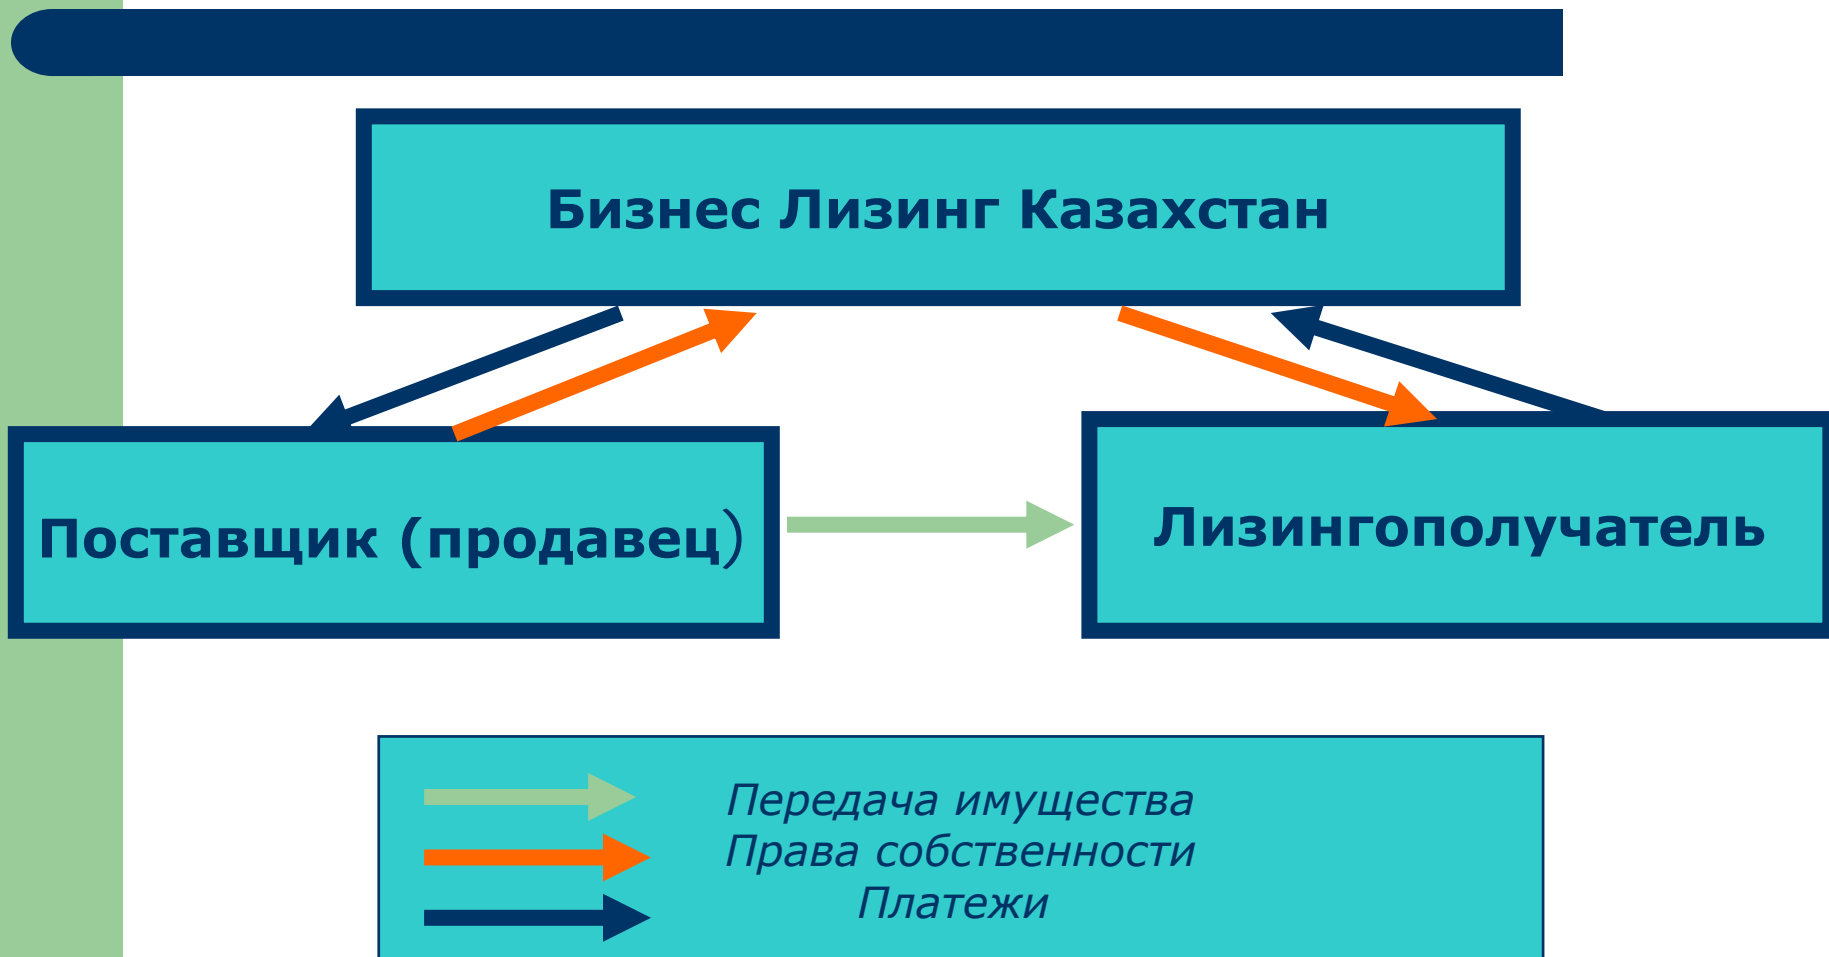 Бизнес Лизинг Казахстан
Поставщик (продавец)
Лизингополучатель
Передача имущества
Права собственности
Платежи